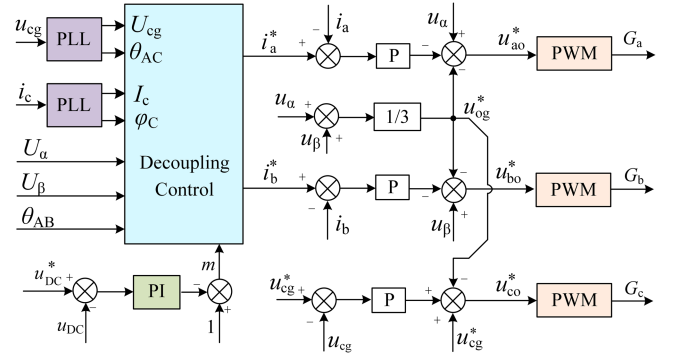 u_cg PLL U_cg
θ_AC
i_c PLL I_c
φ_C
U_α
U_β
θ_AB
Decoupling
Control
m
u_DC^* + − PI − + 1
u_DC
i_a^* + − i_a P − + − u_α u_ao^* PWM G_a
u_α + + u_β 1/3 u_og^*
i_b^* + − i_b P − − + u_β u_bo^* PWM G_b
u_cg^* + − u_cg P + − + u_cg^* u_co^* PWM G_c